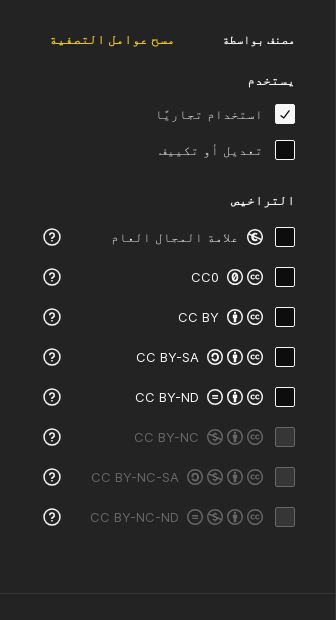 مصنف بواسطة مسح عوامل التصفية
يستخدم
استخدام تجاريًا
تعديل أو تكييف
التراخيص
علامة المجال العام
CC0
CC BY
CC BY-SA
CC BY-ND
CC BY-NC
CC BY-NC-SA
CC BY-NC-ND